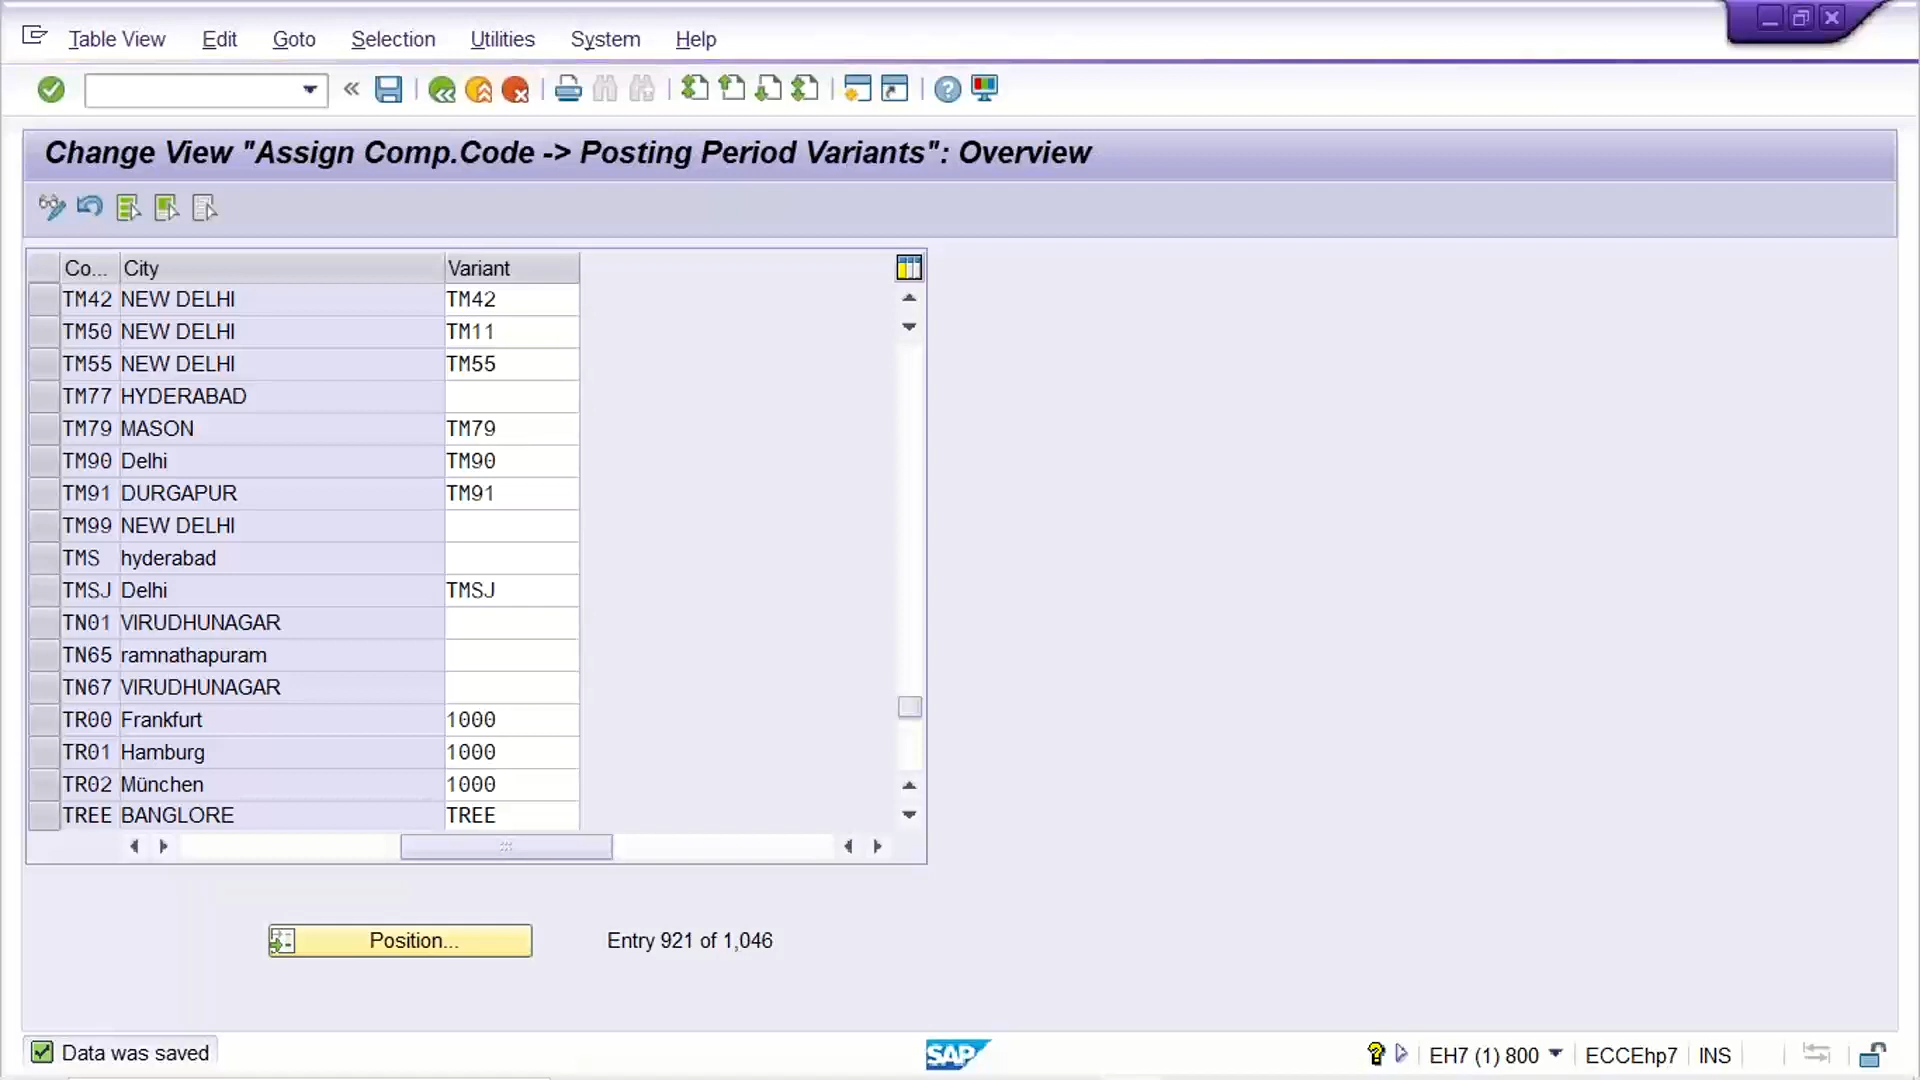 Table View Edit Goto Selection Utilities System Help
Change View "Assign Comp.Code -> Posting Period Variants": Overview
Co... City Variant
TM42 NEW DELHI TM42
TM50 NEW DELHI TM11
TM55 NEW DELHI TM55
TM77 HYDERABAD
TM79 MASON TM79
TM90 Delhi TM90
TM91 DURGAPUR TM91
TM99 NEW DELHI
TMS hyderabad
TMSJ Delhi TMSJ
TN01 VIRUDHUNAGAR
TN65 ramnathapuram
TN67 VIRUDHUNAGAR
TR00 Frankfurt 1000
TR01 Hamburg 1000
TR02 München 1000
TREE BANGLORE TREE
Position... Entry 921 of 1,046
Data was saved SAP EH7 (1) 800 ECCEhp7 INS